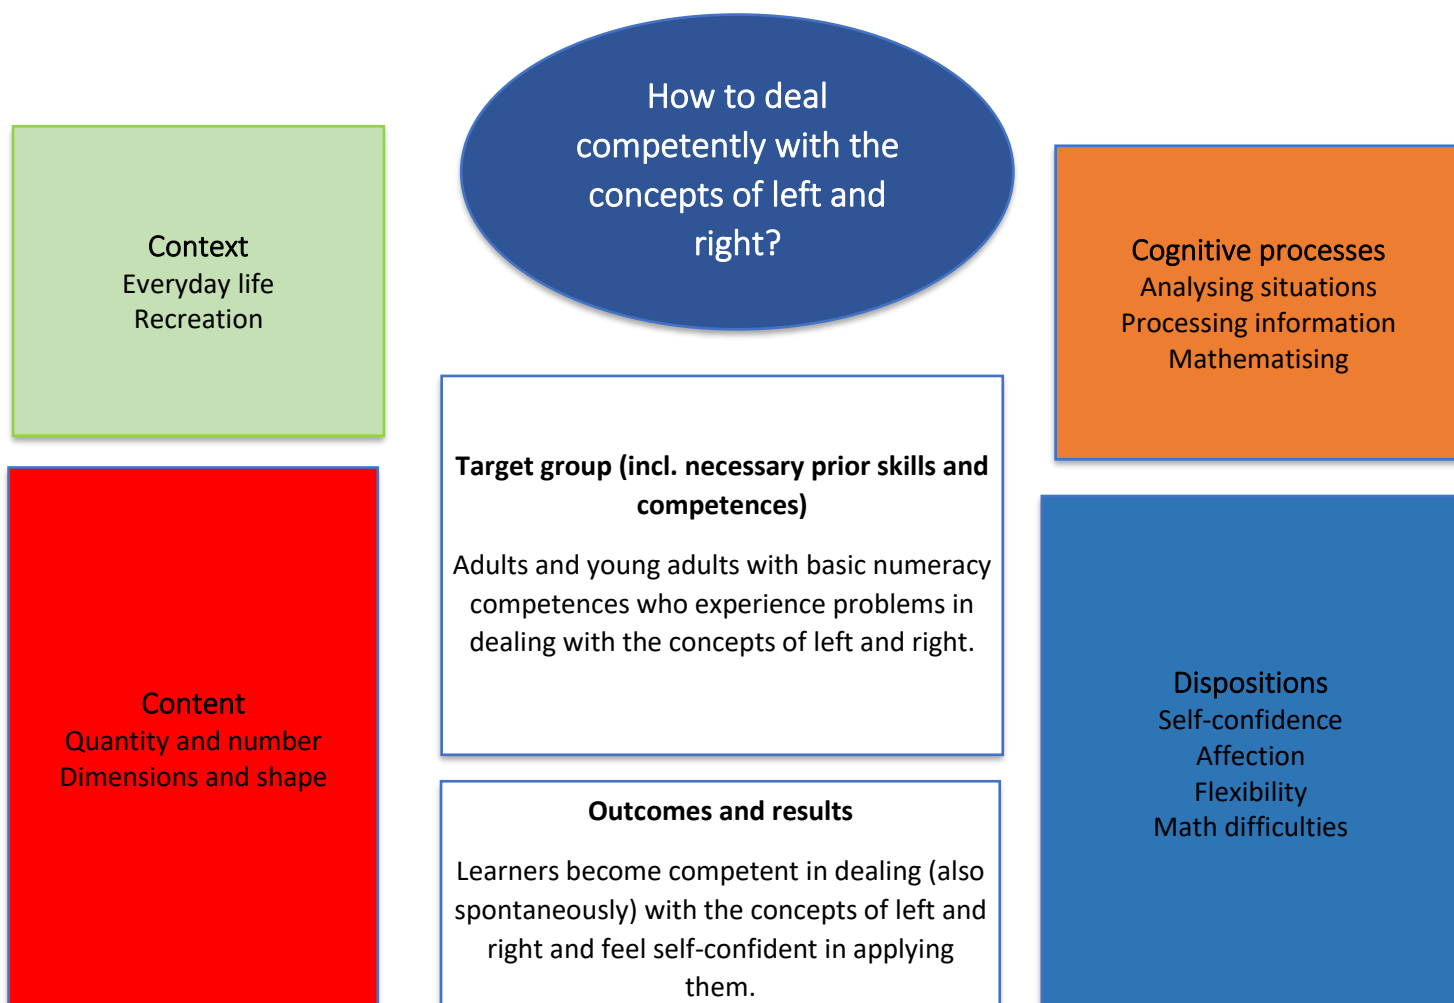 How to deal
competently with the
concepts of left and
right?
Context
Everyday life
Recreation
Cognitive processes
Analysing situations
Processing information
Mathematising
Target group (incl. necessary prior skills and
competences)
Adults and young adults with basic numeracy
competences who experience problems in
dealing with the concepts of left and right.
Content
Quantity and number
Dimensions and shape
Dispositions
Self-confidence
Affection
Flexibility
Math difficulties
Outcomes and results
Learners become competent in dealing (also
spontaneously) with the concepts of left and
right and feel self-confident in applying
them.